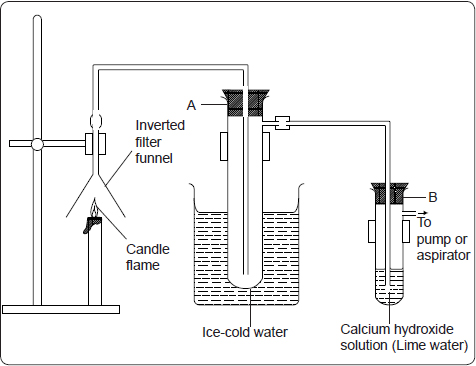 A
Inverted
filter
funnel
Candle
flame
B
To
pump or
aspirator
Ice-cold water
Calcium hydroxide
solution (Lime water)